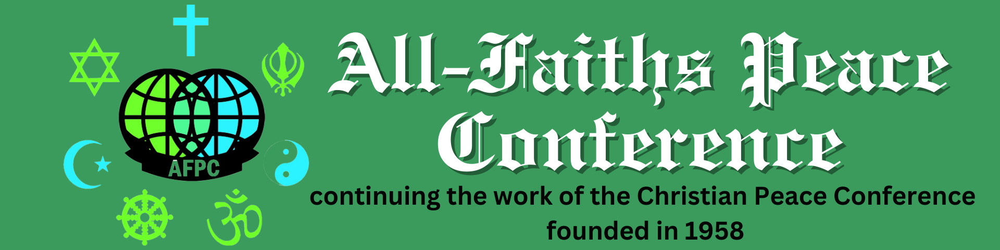 AFPC
All-Faiths Peace
Conference
continuing the work of the Christian Peace Conference
founded in 1958